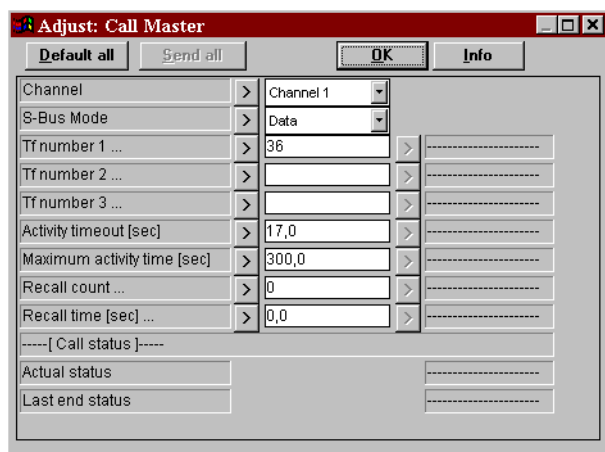 Adjust: Call Master
Default all Send all OK Info
Channel > Channel 1
S-Bus Mode > Data
Tf number 1 ... > 36 > ----------------------
Tf number 2 ... > > ----------------------
Tf number 3 ... > > ----------------------
Activity timeout [sec] > 17,0 > ----------------------
Maximum activity time [sec] > 300,0 > ----------------------
Recall count ... > 0 > ----------------------
Recall time [sec] ... > 0,0 > ----------------------
-----[ Call status ]-----
Actual status ----------------------
Last end status ----------------------